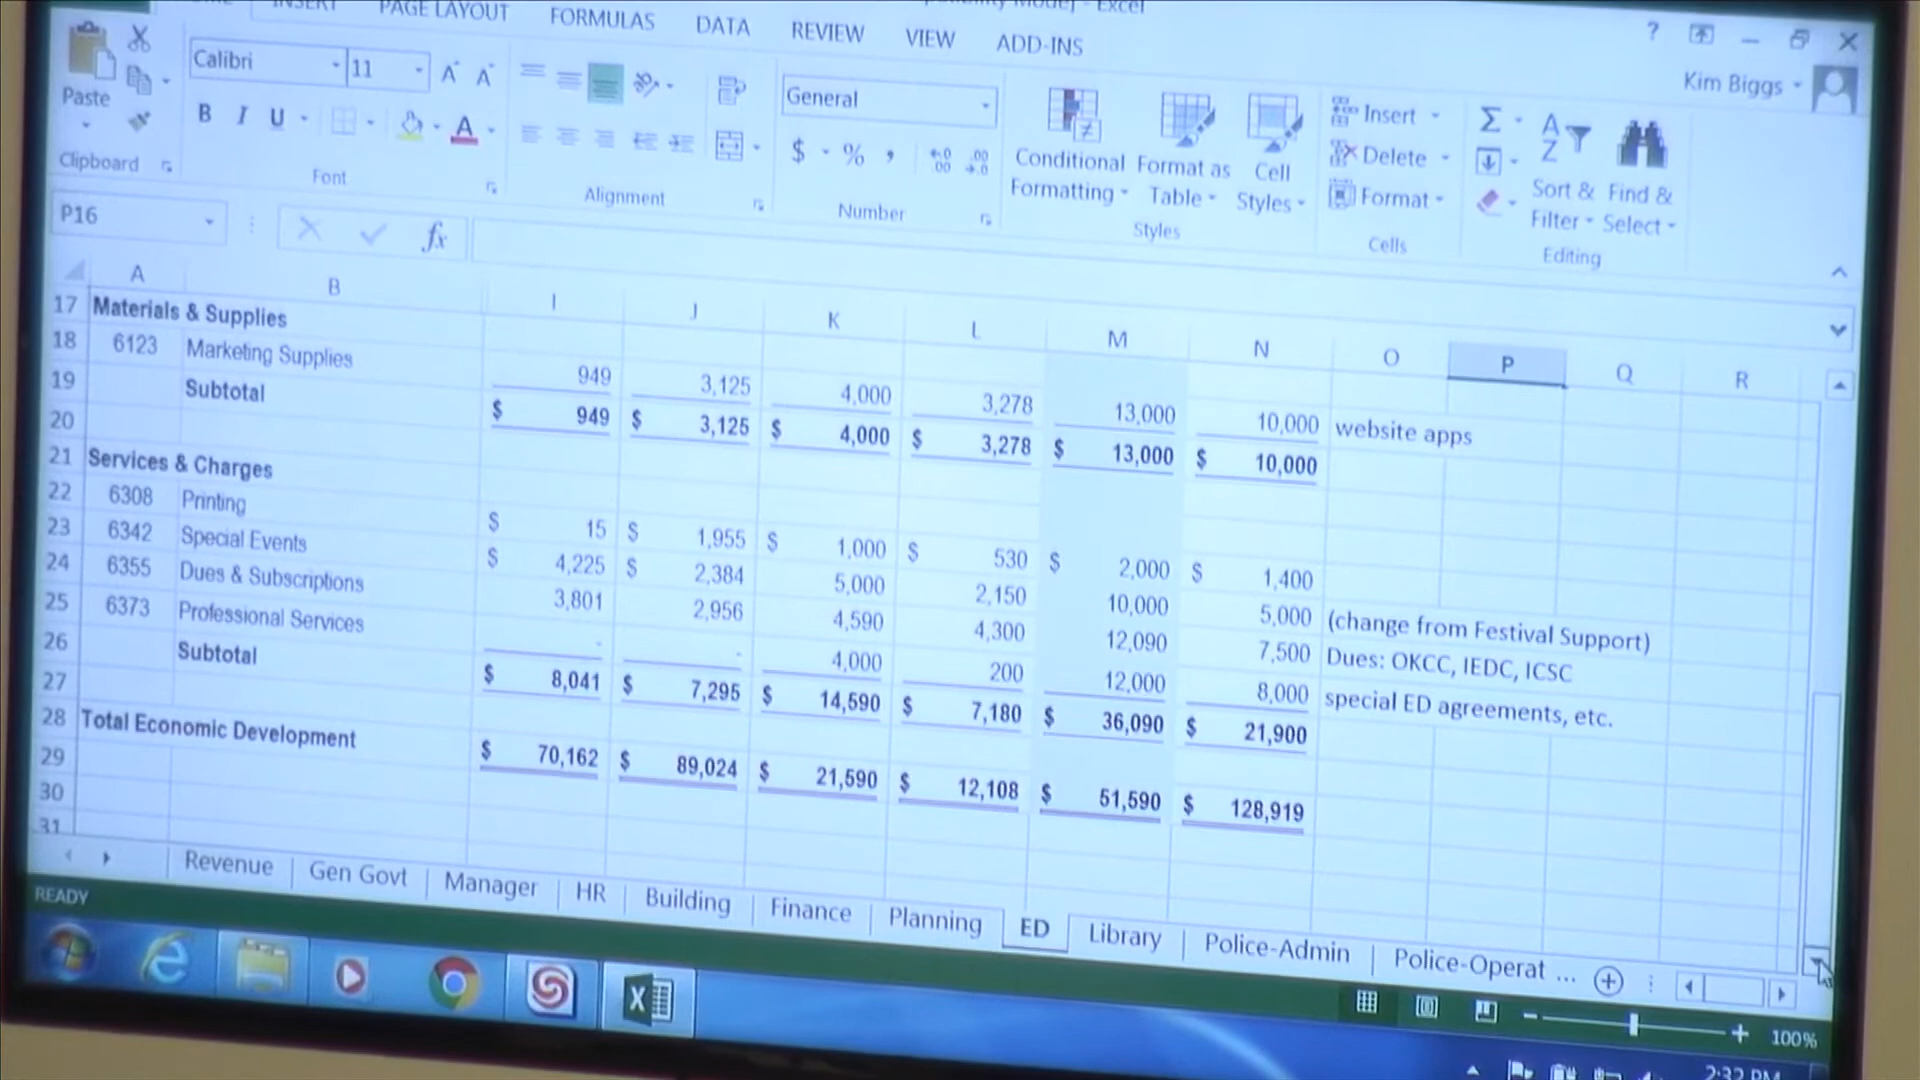 INSERT PAGE LAYOUT FORMULAS DATA REVIEW VIEW ADD-INS
Excel
Kim Biggs
Paste
Calibri 11
General
B I U
$ % ,
Conditional Formatting
Format as Table
Cell Styles
Insert
Delete
Format
Sort & Filter
Find & Select
Clipboard
Font
Alignment
Number
Styles
Cells
Editing
P16
fx
A B I J K L M N O P Q R
17 Materials & Supplies
18 6123 Marketing Supplies 949 3,125 4,000 3,278 13,000 10,000 website apps
19 Subtotal $ 949 $ 3,125 $ 4,000 $ 3,278 $ 13,000 $ 10,000
20
21 Services & Charges
22 6308 Printing $ 15 $ 1,955 $ 1,000 $ 530 $ 2,000 $ 1,400
23 6342 Special Events $ 4,225 $ 2,384 5,000 2,150 10,000 5,000 (change from Festival Support)
24 6355 Dues & Subscriptions 3,801 2,956 4,590 4,300 12,090 7,500 Dues: OKCC, IEDC, ICSC
25 6373 Professional Services - - 4,000 200 12,000 8,000 special ED agreements, etc.
26 Subtotal $ 8,041 $ 7,295 $ 14,590 $ 7,180 $ 36,090 $ 21,900
27
28 Total Economic Development $ 70,162 $ 89,024 $ 21,590 $ 12,108 $ 51,590 $ 128,919
29
30
31
Revenue Gen Govt Manager HR Building Finance Planning ED Library Police-Admin Police-Operat ...
READY
100%
2:32 PM